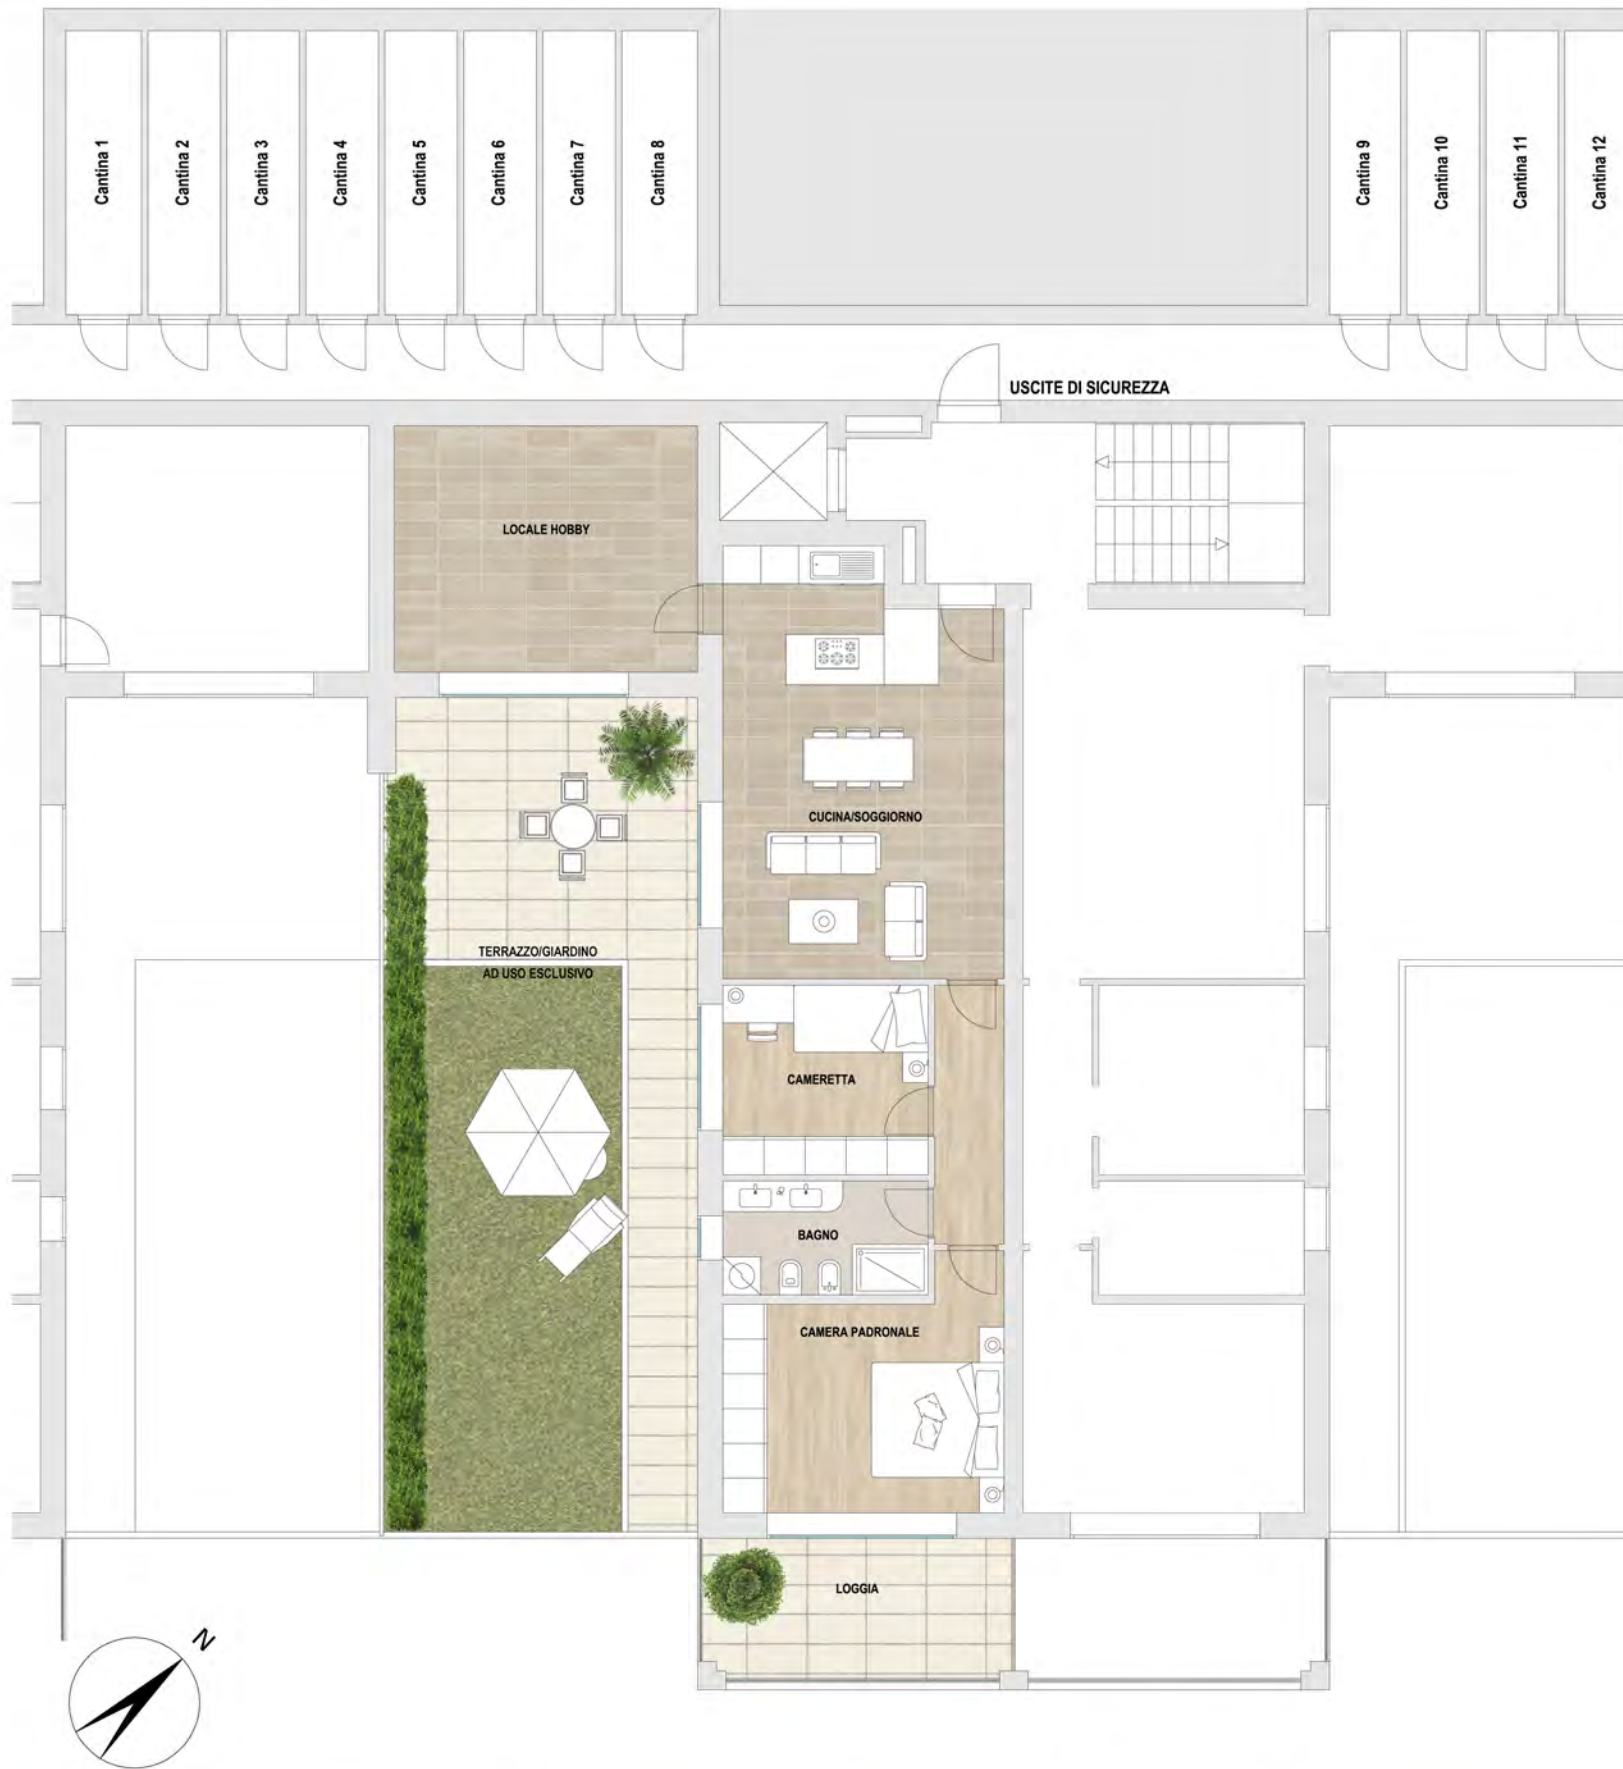 Cantina 1
Cantina 2
Cantina 3
Cantina 4
Cantina 5
Cantina 6
Cantina 7
Cantina 8
Cantina 9
Cantina 10
Cantina 11
Cantina 12
USCITE DI SICUREZZA
LOCALE HOBBY
CUCINA/SOGGIORNO
TERRAZZO/GIARDINO
AD USO ESCLUSIVO
CAMERETTA
BAGNO
CAMERA PADRONALE
LOGGIA
N